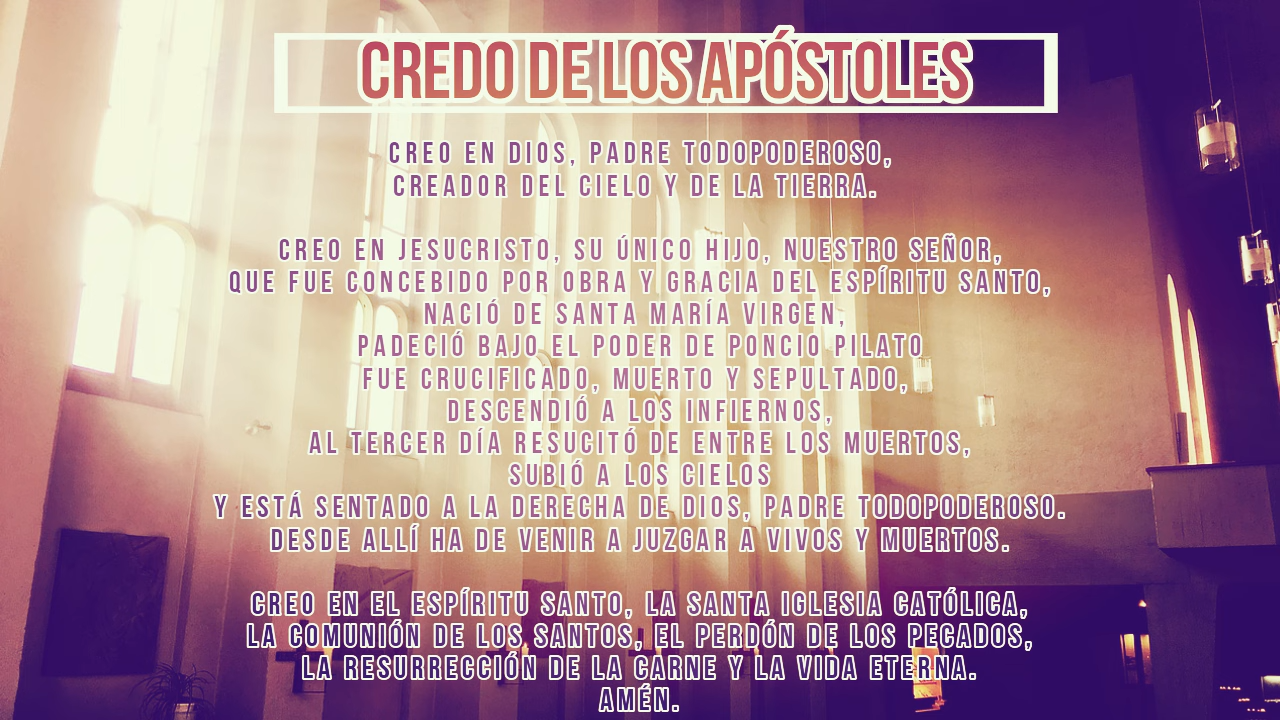 CREDO DE LOS APÓSTOLES
CREO EN DIOS, PADRE TODOPODEROSO,
CREADOR DEL CIELO Y DE LA TIERRA.
CREO EN JESUCRISTO, SU ÚNICO HIJO, NUESTRO SEÑOR,
QUE FUE CONCEBIDO POR OBRA Y GRACIA DEL ESPÍRITU SANTO,
NACIÓ DE SANTA MARÍA VIRGEN,
PADECIÓ BAJO EL PODER DE PONCIO PILATO
FUE CRUCIFICADO, MUERTO Y SEPULTADO,
DESCENDIÓ A LOS INFIERNOS,
AL TERCER DÍA RESUCITÓ DE ENTRE LOS MUERTOS,
SUBIÓ A LOS CIELOS
Y ESTÁ SENTADO A LA DERECHA DE DIOS, PADRE TODOPODEROSO.
DESDE ALLÍ HA DE VENIR A JUZGAR A VIVOS Y MUERTOS.
CREO EN EL ESPÍRITU SANTO, LA SANTA IGLESIA CATÓLICA,
LA COMUNIÓN DE LOS SANTOS, EL PERDÓN DE LOS PECADOS,
LA RESURRECCIÓN DE LA CARNE Y LA VIDA ETERNA.
AMÉN.